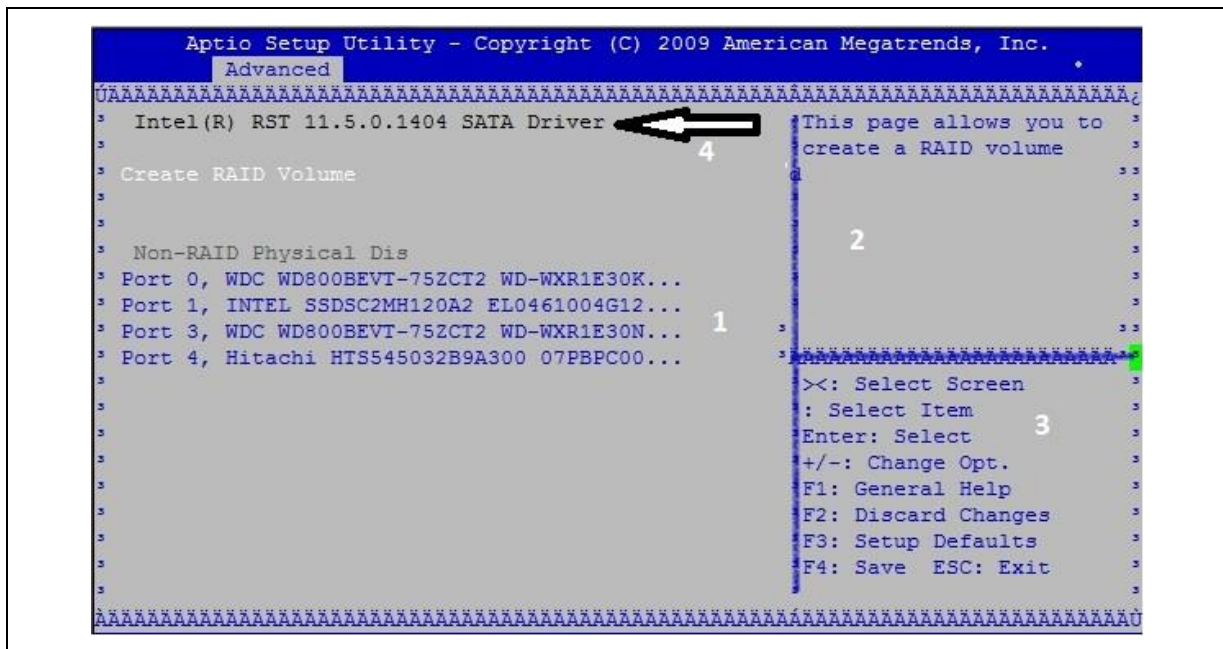 Aptio Setup Utility - Copyright (C) 2009 American Megatrends, Inc.
Advanced
Intel(R) RST 11.5.0.1404 SATA Driver
4
Create RAID Volume
Non-RAID Physical Dis
Port 0, WDC WD800BEVT-75ZCT2 WD-WXR1E30K...
Port 1, INTEL SSDSC2MH120A2 EL0461004G12...
Port 3, WDC WD800BEVT-75ZCT2 WD-WXR1E30N...
Port 4, Hitachi HTS545032B9A300 07PBPC00...
1
This page allows you to
create a RAID volume
2
><: Select Screen
: Select Item
Enter: Select
3
+/-: Change Opt.
F1: General Help
F2: Discard Changes
F3: Setup Defaults
F4: Save ESC: Exit